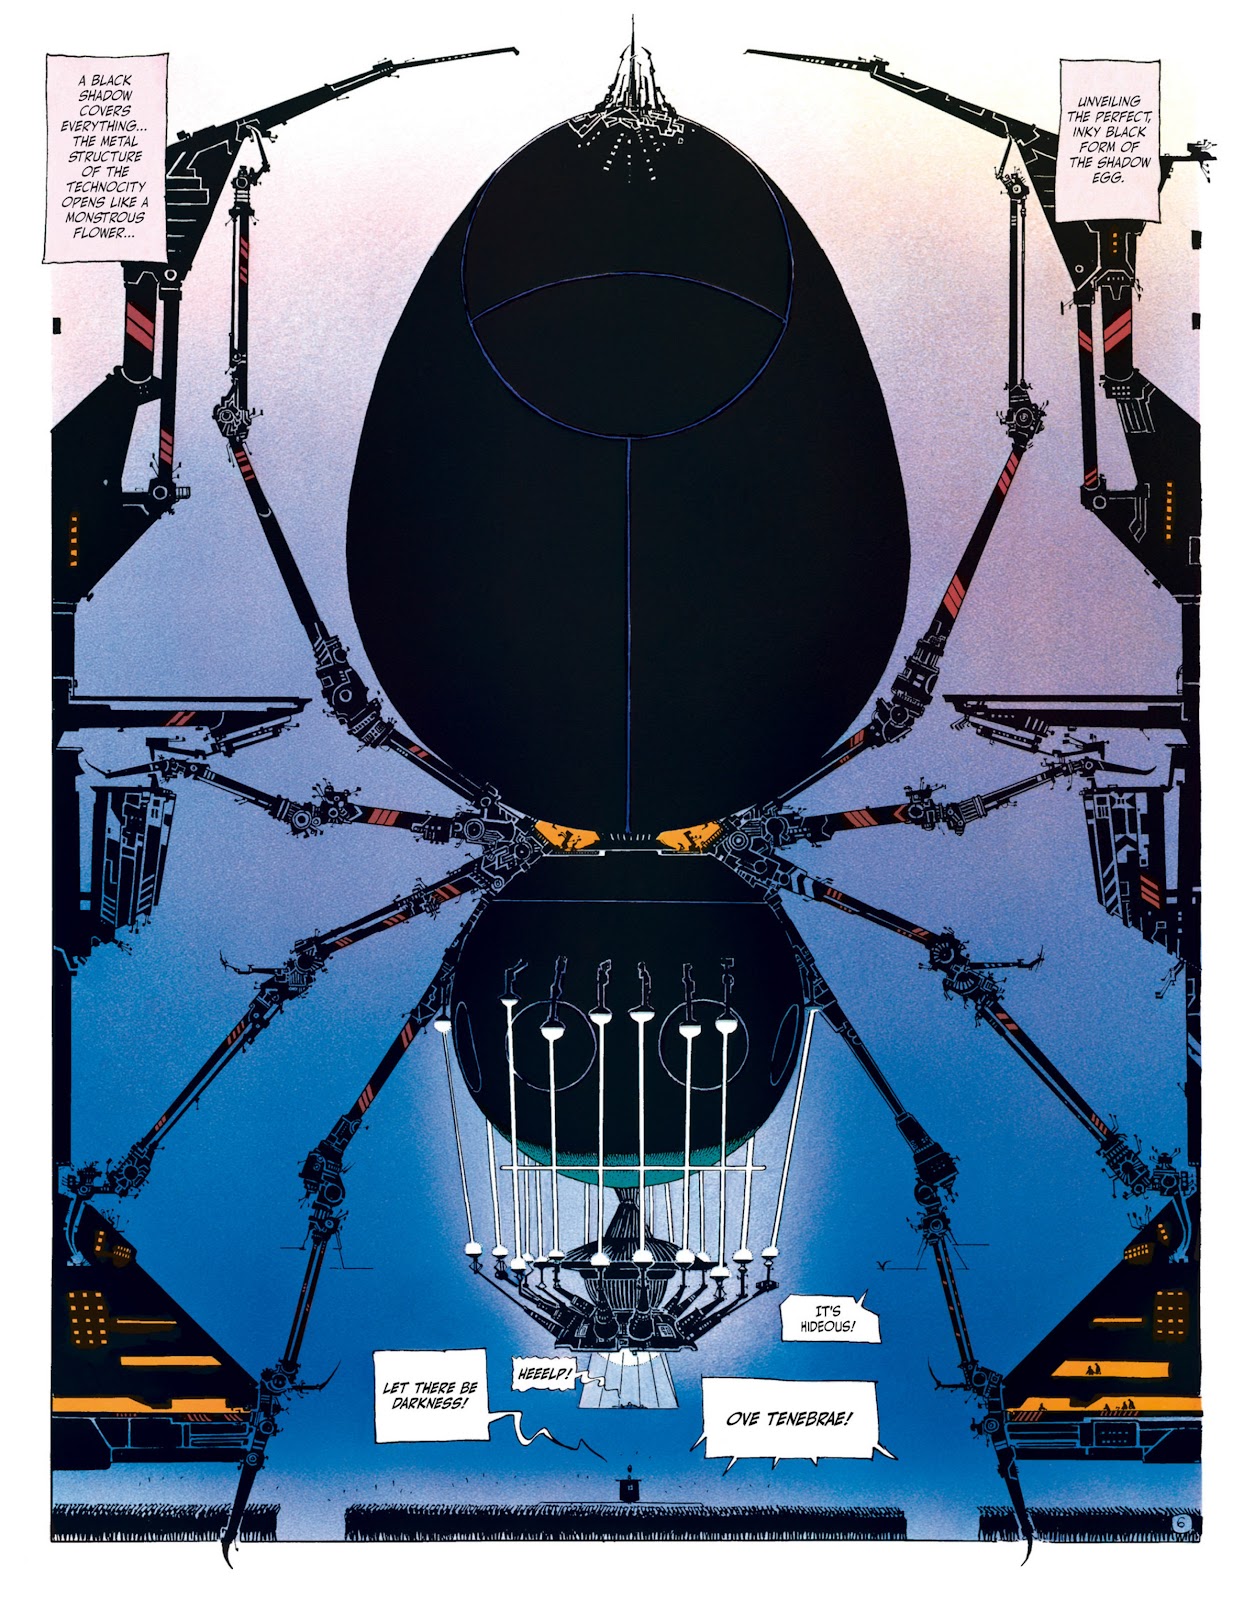 A BLACK
SHADOW
COVERS
EVERYTHING...
THE METAL
STRUCTURE
OF THE
TECHNOCITY
OPENS LIKE A
MONSTROUS
FLOWER...
UNVEILING
THE PERFECT,
INKY BLACK
FORM OF
THE SHADOW
EGG.
IT'S
HIDEOUS!
HEEELP!
LET THERE BE
DARKNESS!
OVE TENEBRAE!
6